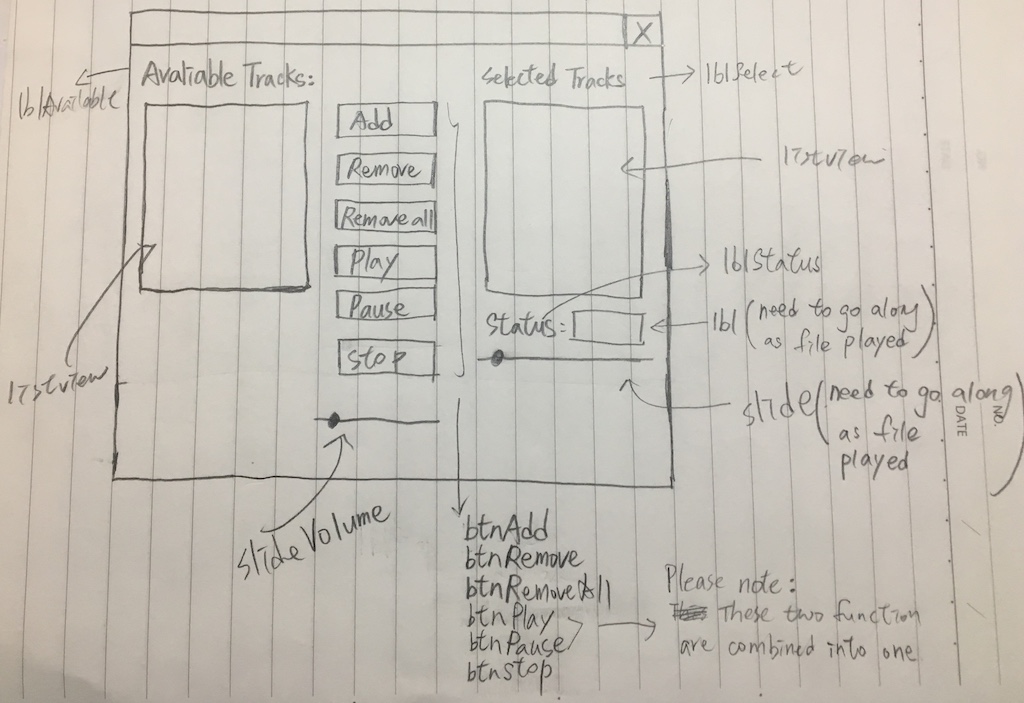 X
Avaliable Tracks:
Selected Tracks
lblAvailable
lblSelect
Add
Remove
Remove all
Play
Pause
Stop
listview
listview
lblStatus
Status:
lbl (need to go along
as file played)
slide (need to go along
as file
played)
NO.
DATE
slideVolume
btnAdd
btnRemove
btnRemoveAll
btnPlay
btnPause
btnstop
Please note:
These two function
are combined into one